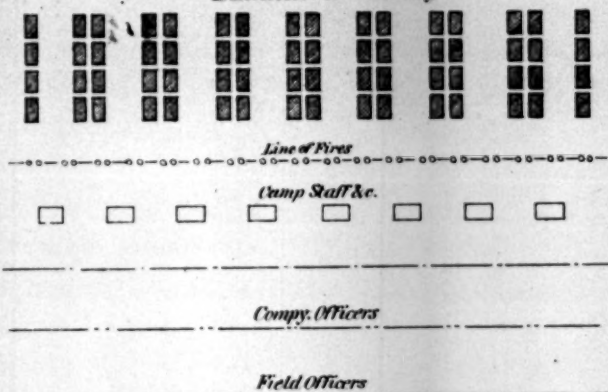 Line of Fires
Camp Staff &c.
Compy. Officers
Field Officers